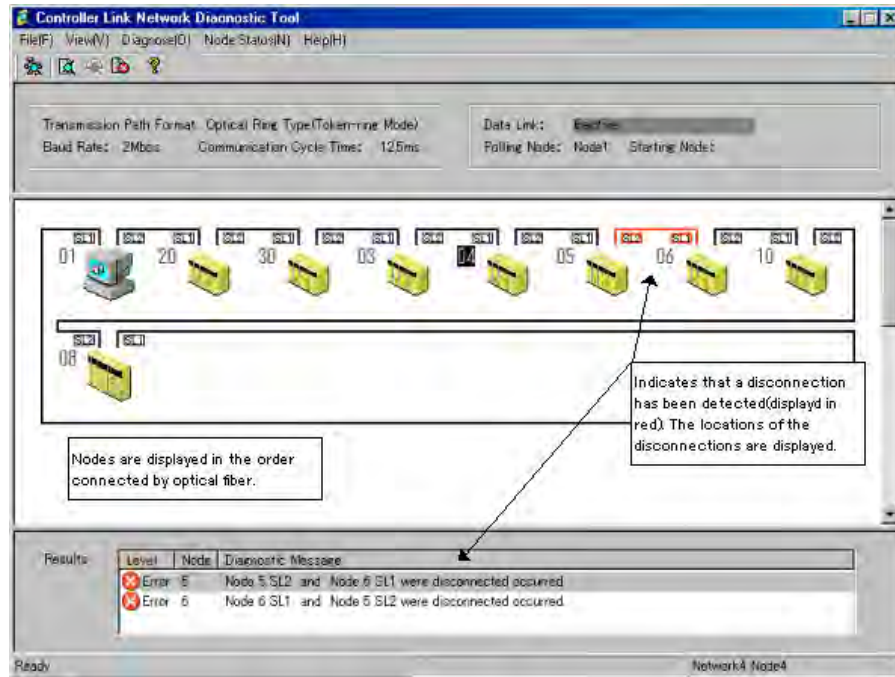 Controller Link Network Diagnostic Tool
File(F) View(V) Diagnose(D) Node Status(N) Help(H)
Transmission Path Format Optical Ring Type(Token-ring Mode)
Baud Rate: 2Mbps Communication Cycle Time: 125ms
Data Link:
Polling Node: Node1 Starting Node:
SL1 SL2 SL1 SL2 SL1 SL2 SL1 SL2 SL1 SL2 SL1 SL2 SL1 SL2 SL1
01 20 30 03 04 05 06 10
SL2 SL1
08
Indicates that a disconnection
has been detected(displayd in
red). The locations of the
disconnections are displayed.
Nodes are displayed in the order
connected by optical fiber.
Results
Level Node Diagnostic Message
Error 5 Node 5 SL2 and Node 6 SL1 were disconnected occurred
Error 6 Node 6 SL1 and Node 5 SL2 were disconnected occurred
Ready
Network4 Node4